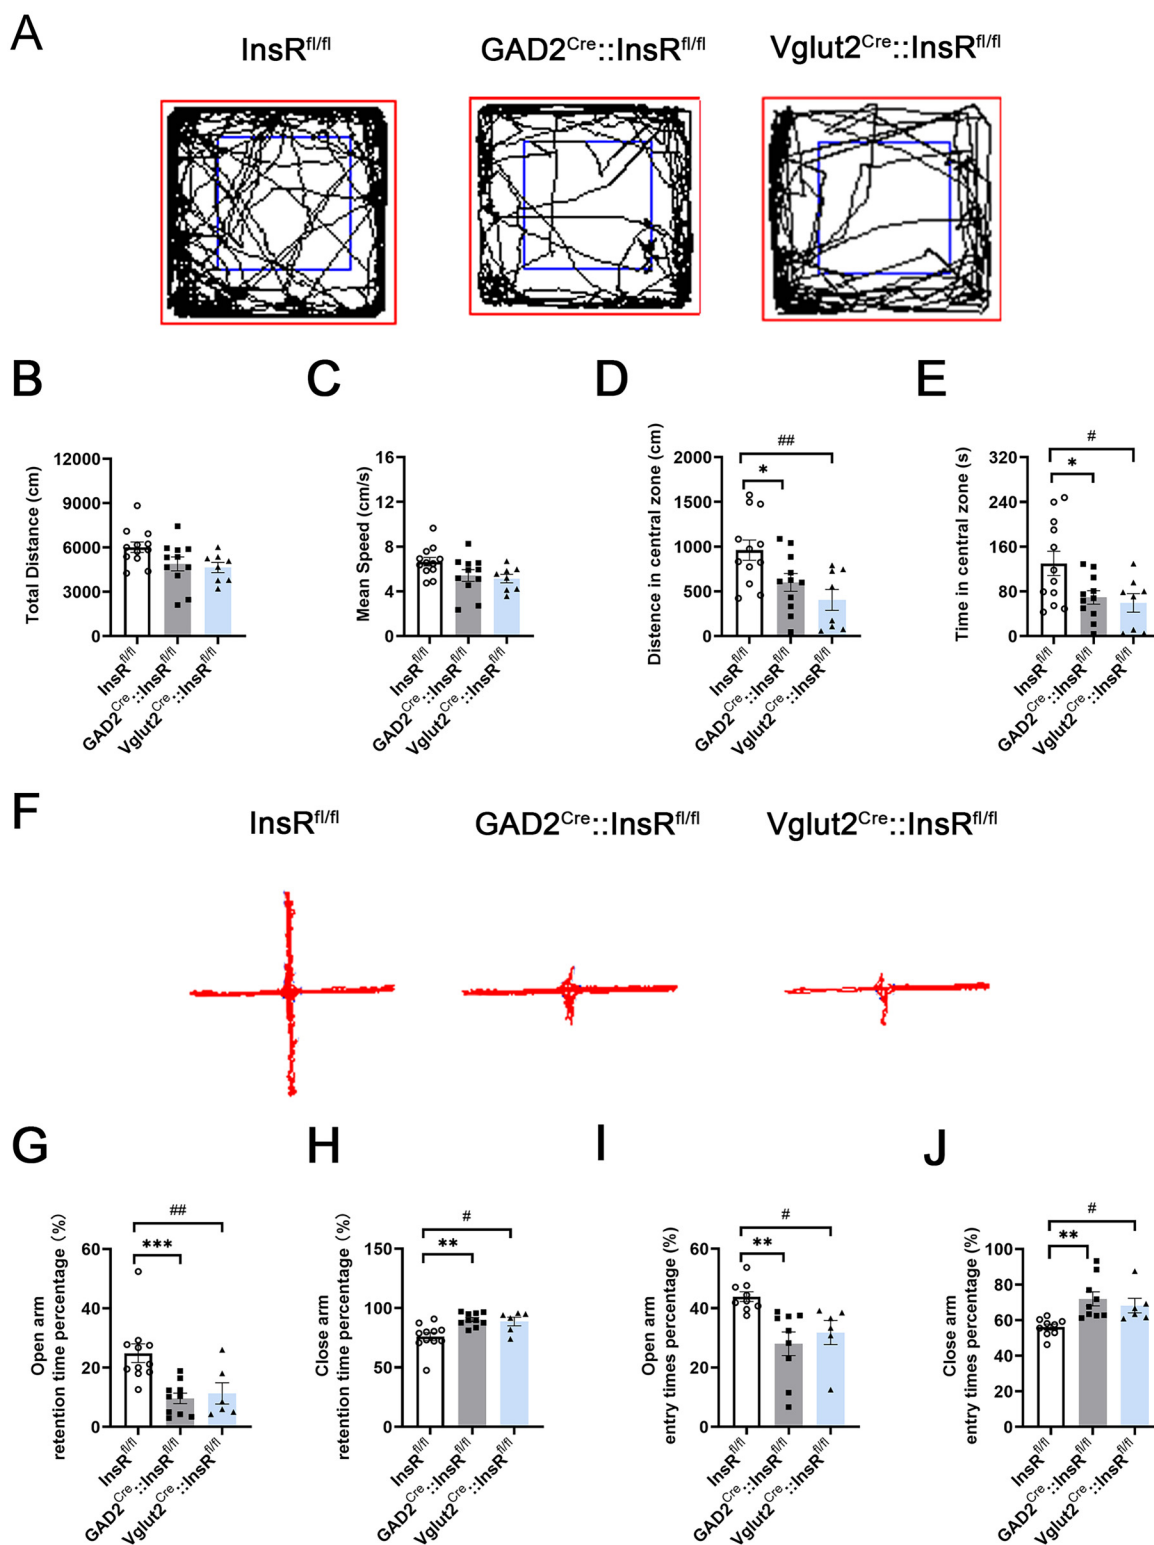 A
InsR^fl/fl
GAD2^Cre::InsR^fl/fl
Vglut2^Cre::InsR^fl/fl
B
Total Distance (cm)
12000
9000
6000
3000
0
InsR^fl/fl
GAD2^Cre::InsR^fl/fl
Vglut2^Cre::InsR^fl/fl
C
Mean Speed (cm/s)
16
12
8
4
0
InsR^fl/fl
GAD2^Cre::InsR^fl/fl
Vglut2^Cre::InsR^fl/fl
D
Distence in central zone (cm)
2000
1500
1000
500
0
##
*
InsR^fl/fl
GAD2^Cre::InsR^fl/fl
Vglut2^Cre::InsR^fl/fl
E
Time in central zone (s)
320
240
160
80
0
#
*
InsR^fl/fl
GAD2^Cre::InsR^fl/fl
Vglut2^Cre::InsR^fl/fl
F
InsR^fl/fl
GAD2^Cre::InsR^fl/fl
Vglut2^Cre::InsR^fl/fl
G
Open arm
retention time percentage (%)
60
40
20
0
##
***
InsR^fl/fl
GAD2^Cre::InsR^fl/fl
Vglut2^Cre::InsR^fl/fl
H
Close arm
retention time percentage (%)
150
100
50
0
#
**
InsR^fl/fl
GAD2^Cre::InsR^fl/fl
Vglut2^Cre::InsR^fl/fl
I
Open arm
entry times percentage (%)
60
40
20
0
#
**
InsR^fl/fl
GAD2^Cre::InsR^fl/fl
Vglut2^Cre::InsR^fl/fl
J
Close arm
entry times percentage (%)
100
80
60
40
20
0
#
**
InsR^fl/fl
GAD2^Cre::InsR^fl/fl
Vglut2^Cre::InsR^fl/fl